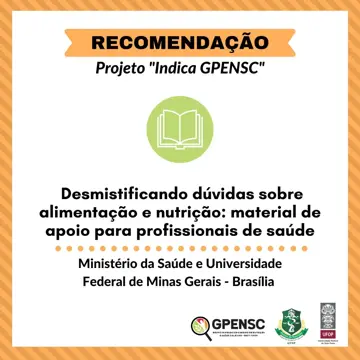 RECOMENDAÇÃO
Projeto "Indica GPENSC"
Desmistificando dúvidas sobre
alimentação e nutrição: material de
apoio para profissionais de saúde
Ministério da Saúde e Universidade
Federal de Minas Gerais - Brasília
GPENSC
UFOP